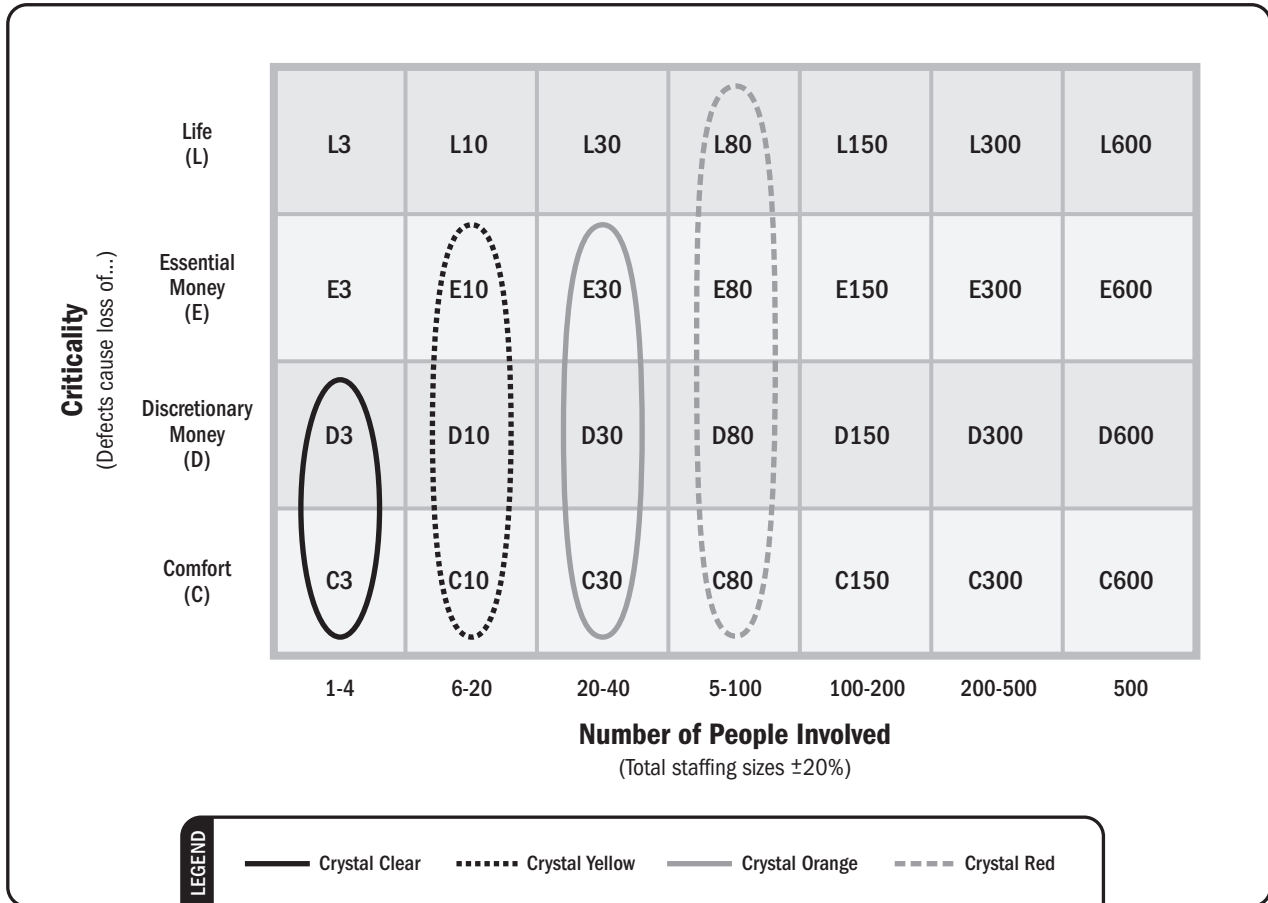 Life
(L)
L3 L10 L30 L80 L150 L300 L600
Criticality
(Defects cause loss of...)
Essential
Money
(E)
E3 E10 E30 E80 E150 E300 E600
Discretionary
Money
(D)
D3 D10 D30 D80 D150 D300 D600
Comfort
(C)
C3 C10 C30 C80 C150 C300 C600
1-4 6-20 20-40 5-100 100-200 200-500 500
Number of People Involved
(Total staffing sizes ±20%)
LEGEND
Crystal Clear Crystal Yellow Crystal Orange Crystal Red